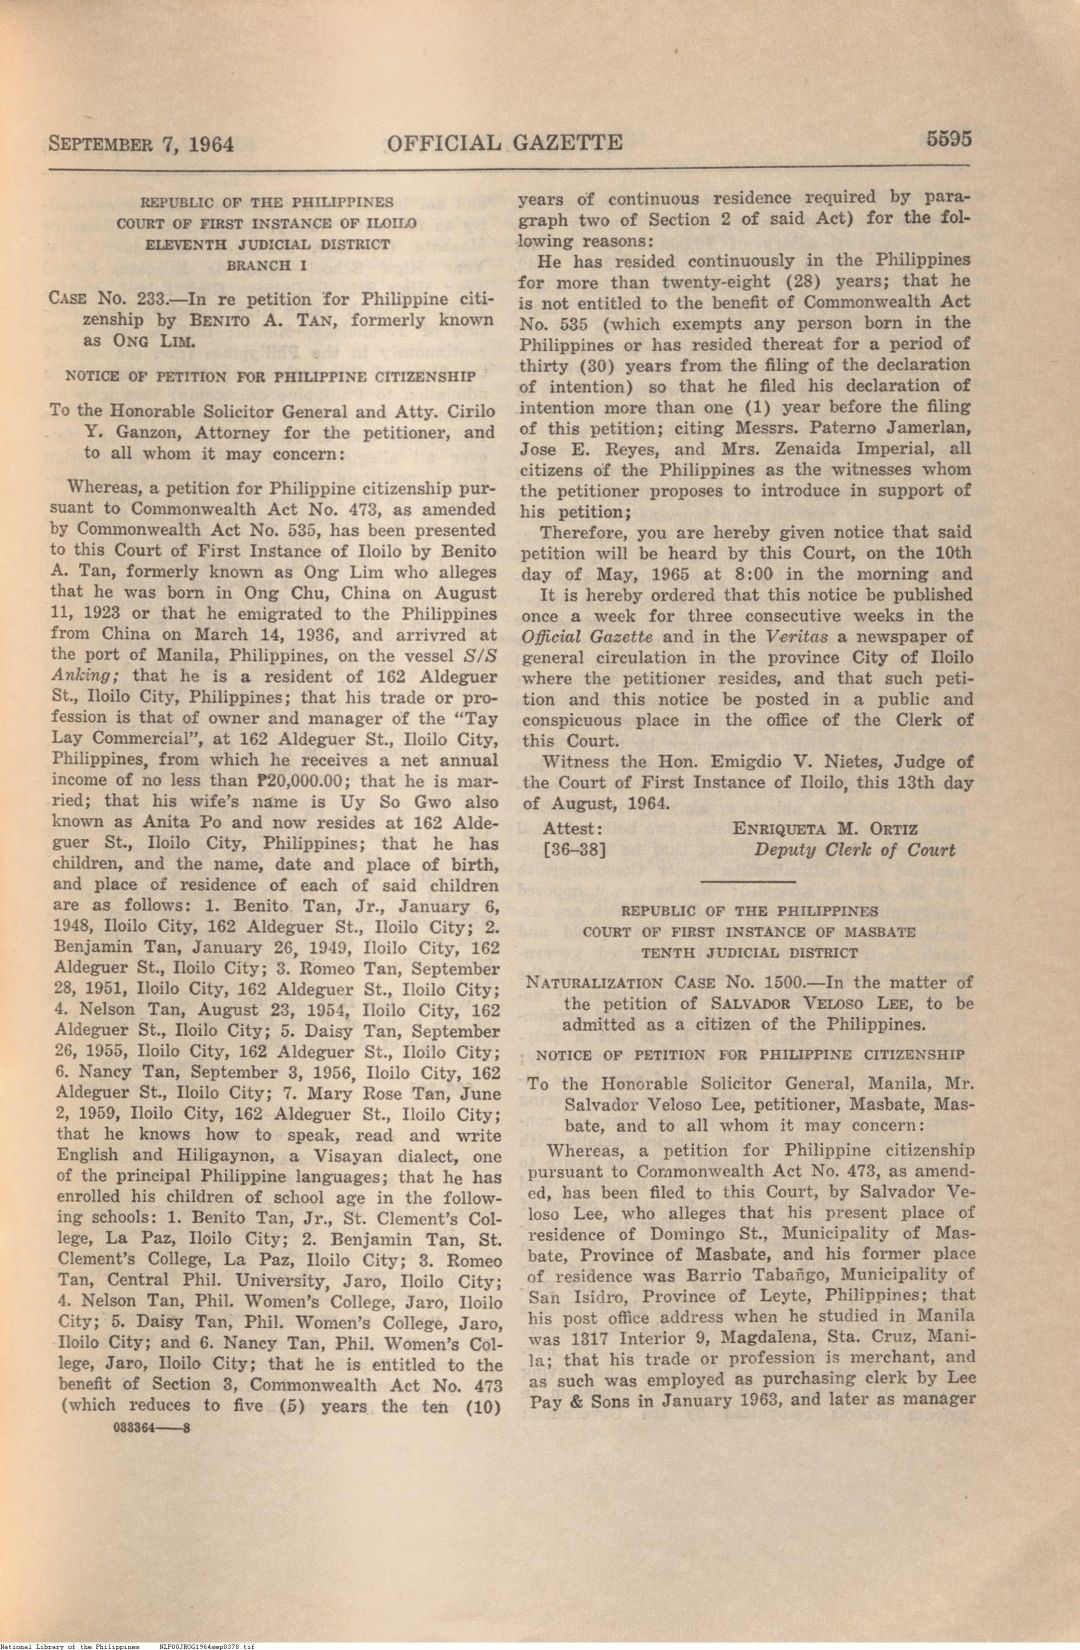 SEPTEMBER 7, 1964 OFFICIAL GAZETTE 5595
REPUBLIC OF THE PHILIPPINES
COURT OF FIRST INSTANCE OF ILOILO
ELEVENTH JUDICIAL DISTRICT
BRANCH I
CASE No. 233.—In re petition for Philippine citi-
zenship by BENITO A. TAN, formerly known
as ONG LIM.
NOTICE OF PETITION FOR PHILIPPINE CITIZENSHIP
To the Honorable Solicitor General and Atty. Cirilo
Y. Ganzon, Attorney for the petitioner, and
to all whom it may concern:
Whereas, a petition for Philippine citizenship pur-
suant to Commonwealth Act No. 473, as amended
by Commonwealth Act No. 535, has been presented
to this Court of First Instance of Iloilo by Benito
A. Tan, formerly known as Ong Lim who alleges
that he was born in Ong Chu, China on August
11, 1923 or that he emigrated to the Philippines
from China on March 14, 1936, and arrivred at
the port of Manila, Philippines, on the vessel S/S
Anking; that he is a resident of 162 Aldeguer
St., Iloilo City, Philippines; that his trade or pro-
fession is that of owner and manager of the "Tay
Lay Commercial", at 162 Aldeguer St., Iloilo City,
Philippines, from which he receives a net annual
income of no less than ₱20,000.00; that he is mar-
ried; that his wife's name is Uy So Gwo also
known as Anita Po and now resides at 162 Alde-
guer St., Iloilo City, Philippines; that he has
children, and the name, date and place of birth,
and place of residence of each of said children
are as follows: 1. Benito Tan, Jr., January 6,
1948, Iloilo City, 162 Aldeguer St., Iloilo City; 2.
Benjamin Tan, January 26, 1949, Iloilo City, 162
Aldeguer St., Iloilo City; 3. Romeo Tan, September
28, 1951, Iloilo City, 162 Aldeguer St., Iloilo City;
4. Nelson Tan, August 23, 1954, Iloilo City, 162
Aldeguer St., Iloilo City; 5. Daisy Tan, September
26, 1955, Iloilo City, 162 Aldeguer St., Iloilo City;
6. Nancy Tan, September 3, 1956, Iloilo City, 162
Aldeguer St., Iloilo City; 7. Mary Rose Tan, June
2, 1959, Iloilo City, 162 Aldeguer St., Iloilo City;
that he knows how to speak, read and write
English and Hiligaynon, a Visayan dialect, one
of the principal Philippine languages; that he has
enrolled his children of school age in the follow-
ing schools: 1. Benito Tan, Jr., St. Clement's Col-
lege, La Paz, Iloilo City; 2. Benjamin Tan, St.
Clement's College, La Paz, Iloilo City; 3. Romeo
Tan, Central Phil. University, Jaro, Iloilo City;
4. Nelson Tan, Phil. Women's College, Jaro, Iloilo
City; 5. Daisy Tan, Phil. Women's College, Jaro,
Iloilo City; and 6. Nancy Tan, Phil. Women's Col-
lege, Jaro, Iloilo City; that he is entitled to the
benefit of Section 3, Commonwealth Act No. 473
(which reduces to five (5) years the ten (10)
033364——8
years of continuous residence required by para-
graph two of Section 2 of said Act) for the fol-
lowing reasons:
He has resided continuously in the Philippines
for more than twenty-eight (28) years; that he
is not entitled to the benefit of Commonwealth Act
No. 535 (which exempts any person born in the
Philippines or has resided thereat for a period of
thirty (30) years from the filing of the declaration
of intention) so that he filed his declaration of
intention more than one (1) year before the filing
of this petition; citing Messrs. Paterno Jamerlan,
Jose E. Reyes, and Mrs. Zenaida Imperial, all
citizens of the Philippines as the witnesses whom
the petitioner proposes to introduce in support of
his petition;
Therefore, you are hereby given notice that said
petition will be heard by this Court, on the 10th
day of May, 1965 at 8:00 in the morning and
It is hereby ordered that this notice be published
once a week for three consecutive weeks in the
Official Gazette and in the Veritas a newspaper of
general circulation in the province City of Iloilo
where the petitioner resides, and that such peti-
tion and this notice be posted in a public and
conspicuous place in the office of the Clerk of
this Court.
Witness the Hon. Emigdio V. Nietes, Judge of
the Court of First Instance of Iloilo, this 13th day
of August, 1964.
Attest: ENRIQUETA M. ORTIZ
[36–38] Deputy Clerk of Court
REPUBLIC OF THE PHILIPPINES
COURT OF FIRST INSTANCE OF MASBATE
TENTH JUDICIAL DISTRICT
NATURALIZATION CASE No. 1500.—In the matter of
the petition of SALVADOR VELOSO LEE, to be
admitted as a citizen of the Philippines.
NOTICE OF PETITION FOR PHILIPPINE CITIZENSHIP
To the Honorable Solicitor General, Manila, Mr.
Salvador Veloso Lee, petitioner, Masbate, Mas-
bate, and to all whom it may concern:
Whereas, a petition for Philippine citizenship
pursuant to Commonwealth Act No. 473, as amend-
ed, has been filed to this Court, by Salvador Ve-
loso Lee, who alleges that his present place of
residence of Domingo St., Municipality of Mas-
bate, Province of Masbate, and his former place
of residence was Barrio Tabañgo, Municipality of
San Isidro, Province of Leyte, Philippines; that
his post office address when he studied in Manila
was 1317 Interior 9, Magdalena, Sta. Cruz, Mani-
la; that his trade or profession is merchant, and
as such was employed as purchasing clerk by Lee
Pay & Sons in January 1963, and later as manager
National Library of the Philippines NLP00JROG1964sep0378.tif